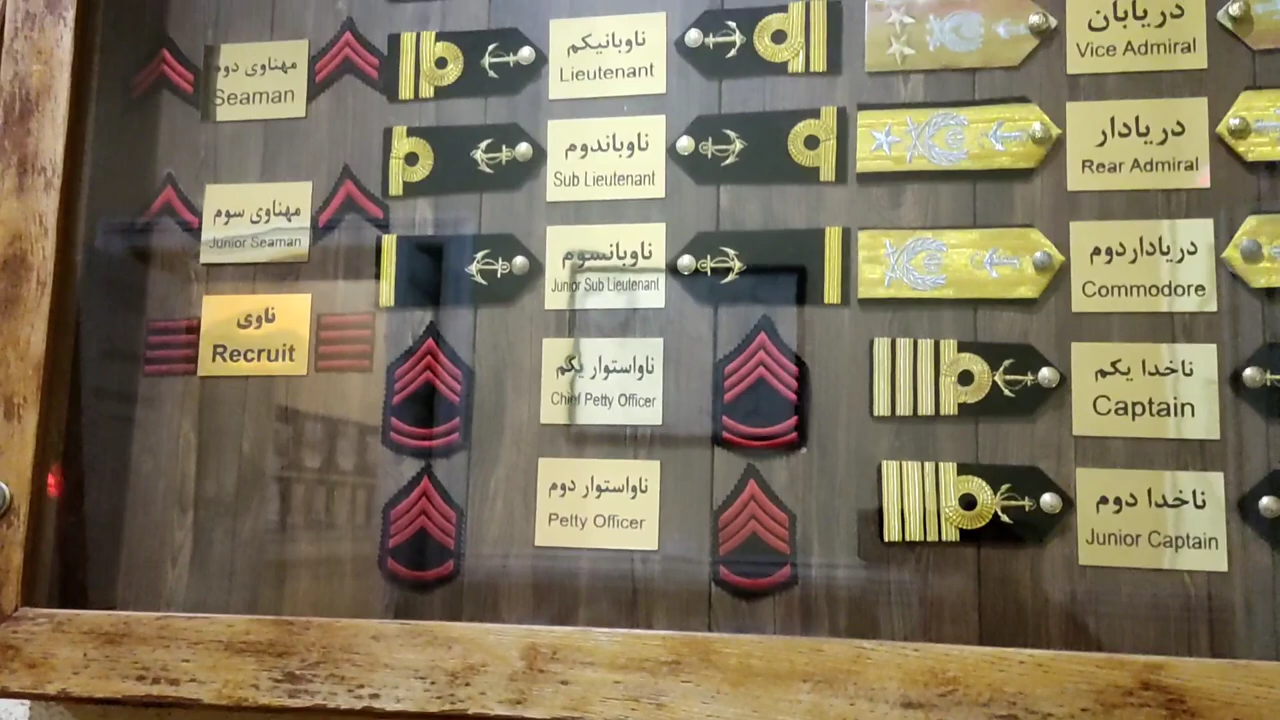 مهناوی دوم
Seaman
مهناوی سوم
Junior Seaman
ناوی
Recruit
ناوبانیکم
Lieutenant
ناوباندوم
Sub Lieutenant
ناوبانسوم
Junior Sub Lieutenant
ناواستوار یکم
Chief Petty Officer
ناواستوار دوم
Petty Officer
دریابان
Vice Admiral
دریادار
Rear Admiral
دریاداردوم
Commodore
ناخدا یکم
Captain
ناخدا دوم
Junior Captain